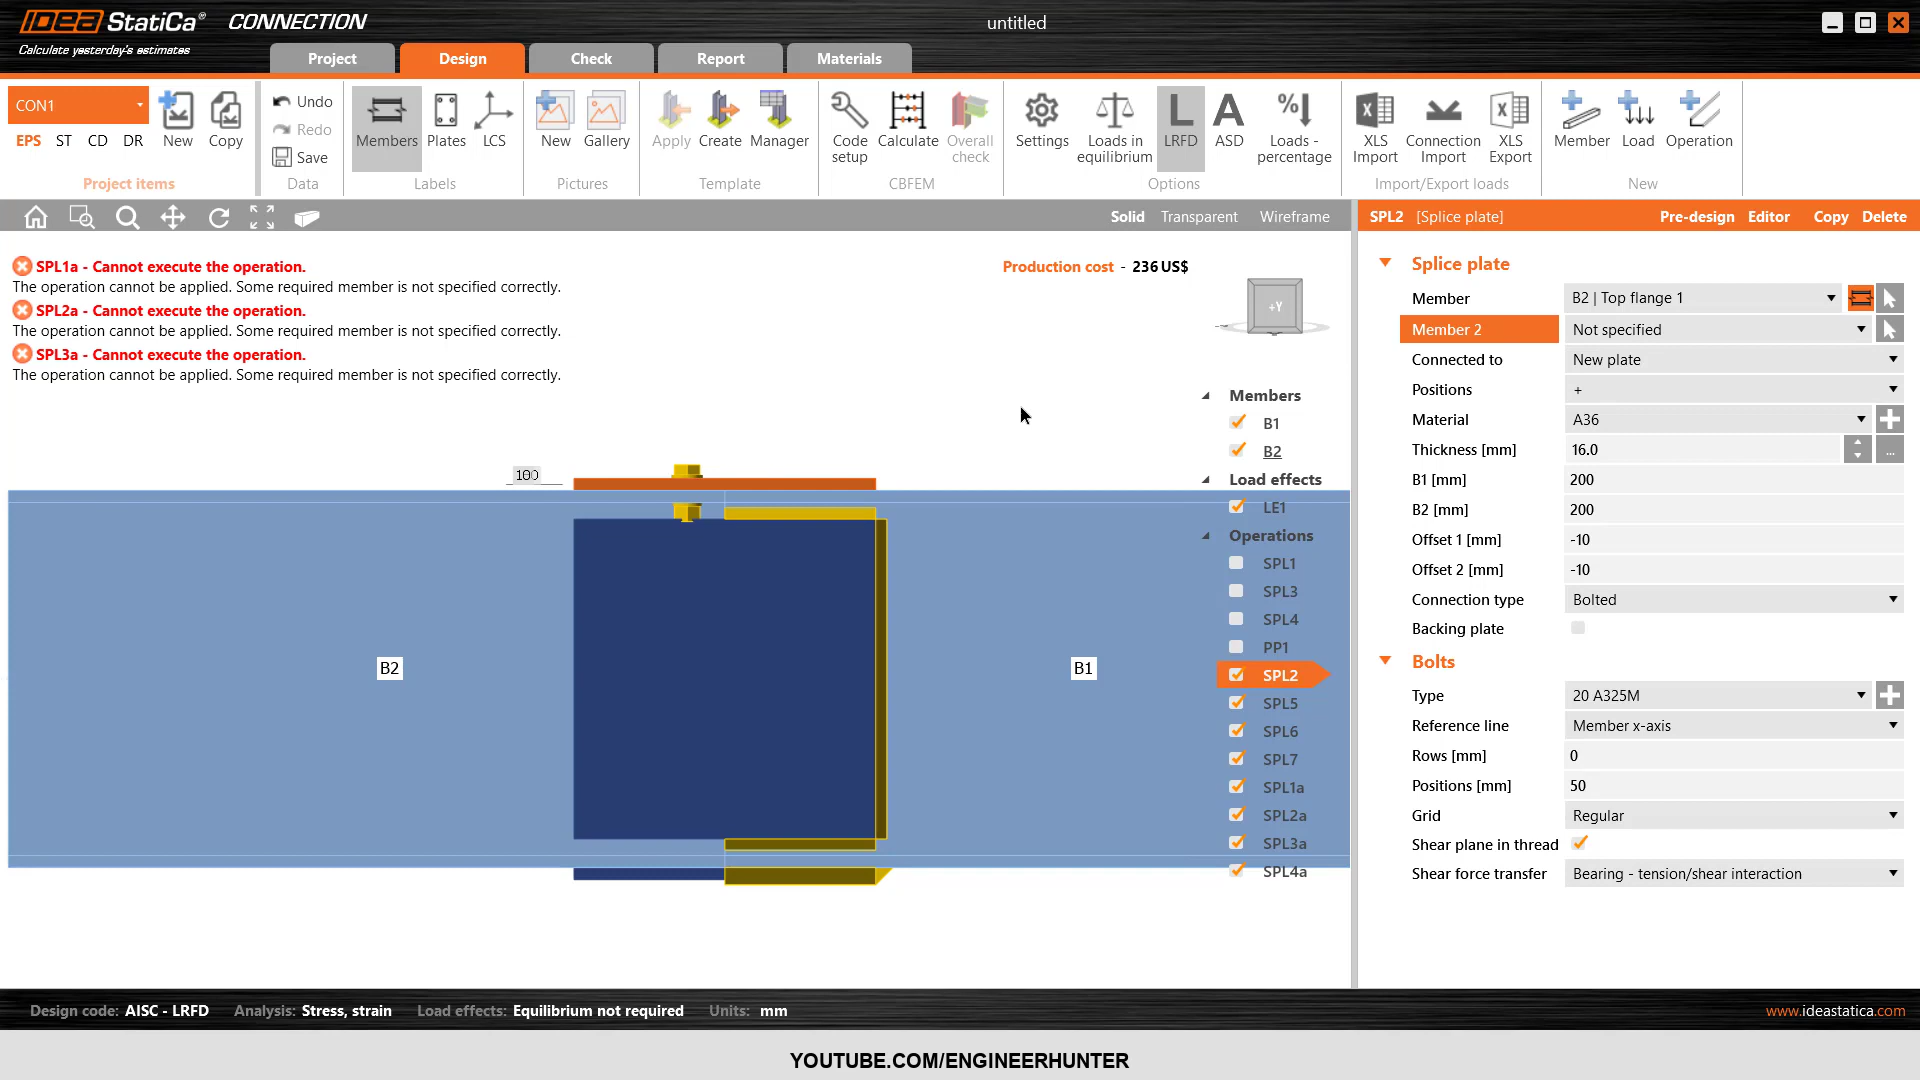 IDEA StatiCa® CONNECTION
Calculate yesterday's estimates
untitled
Project Design Check Report Materials
CON1
EPS ST CD DR
New Copy
Project items
Undo
Redo
Save
Data
Members Plates LCS
Labels
New Gallery
Pictures
Apply Create Manager
Template
Code setup Calculate Overall check
CBFEM
Settings Loads in equilibrium LRFD ASD Loads - percentage
Options
XLS Import Connection Import XLS Export
Import/Export loads
Member Load Operation
New
Solid Transparent Wireframe
SPL1a - Cannot execute the operation.
The operation cannot be applied. Some required member is not specified correctly.
SPL2a - Cannot execute the operation.
The operation cannot be applied. Some required member is not specified correctly.
SPL3a - Cannot execute the operation.
The operation cannot be applied. Some required member is not specified correctly.
Production cost - 236 US$
+Y
100
B2
B1
Members
B1
B2
Load effects
LE1
Operations
SPL1
SPL3
SPL4
PP1
SPL2
SPL5
SPL6
SPL7
SPL1a
SPL2a
SPL3a
SPL4a
SPL2 [Splice plate] Pre-design Editor Copy Delete
Splice plate
Member B2 | Top flange 1
Member 2 Not specified
Connected to New plate
Positions +
Material A36
Thickness [mm] 16.0 ...
B1 [mm] 200
B2 [mm] 200
Offset 1 [mm] -10
Offset 2 [mm] -10
Connection type Bolted
Backing plate
Bolts
Type 20 A325M
Reference line Member x-axis
Rows [mm] 0
Positions [mm] 50
Grid Regular
Shear plane in thread
Shear force transfer Bearing - tension/shear interaction
Design code: AISC - LRFD Analysis: Stress, strain Load effects: Equilibrium not required Units: mm
www.ideastatica.com
YOUTUBE.COM/ENGINEERHUNTER